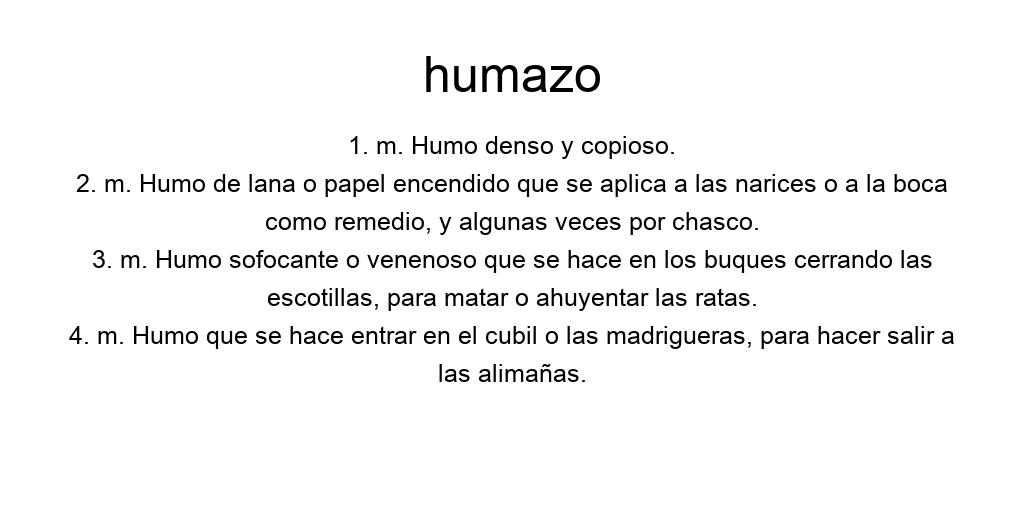 humazo
1. m. Humo denso y copioso.
2. m. Humo de lana o papel encendido que se aplica a las narices o a la boca
como remedio, y algunas veces por chasco.
3. m. Humo sofocante o venenoso que se hace en los buques cerrando las
escotillas, para matar o ahuyentar las ratas.
4. m. Humo que se hace entrar en el cubil o las madrigueras, para hacer salir a
las alimañas.